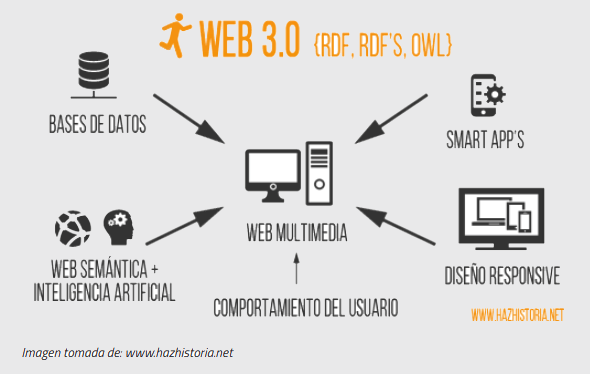 WEB 3.0 {RDF, RDF'S, OWL}
BASES DE DATOS
SMART APP'S
WEB MULTIMEDIA
WEB SEMÁNTICA +
INTELIGENCIA ARTIFICIAL
DISEÑO RESPONSIVE
COMPORTAMIENTO DEL USUARIO
WWW.HAZHISTORIA.NET
Imagen tomada de: www.hazhistoria.net